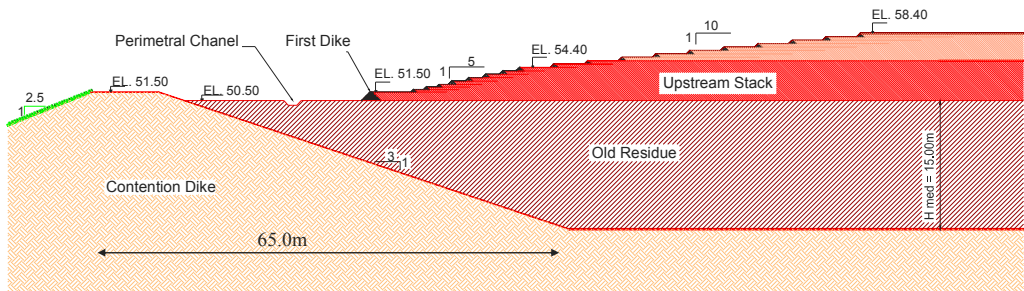 10
EL. 58.40
1
Perimetral Chanel
First Dike
EL. 54.40
5
1
EL. 51.50
EL. 51.50
EL. 50.50
Upstream Stack
2.5
1
3
1
Old Residue
H med = 15.00m
Contention Dike
65.0m